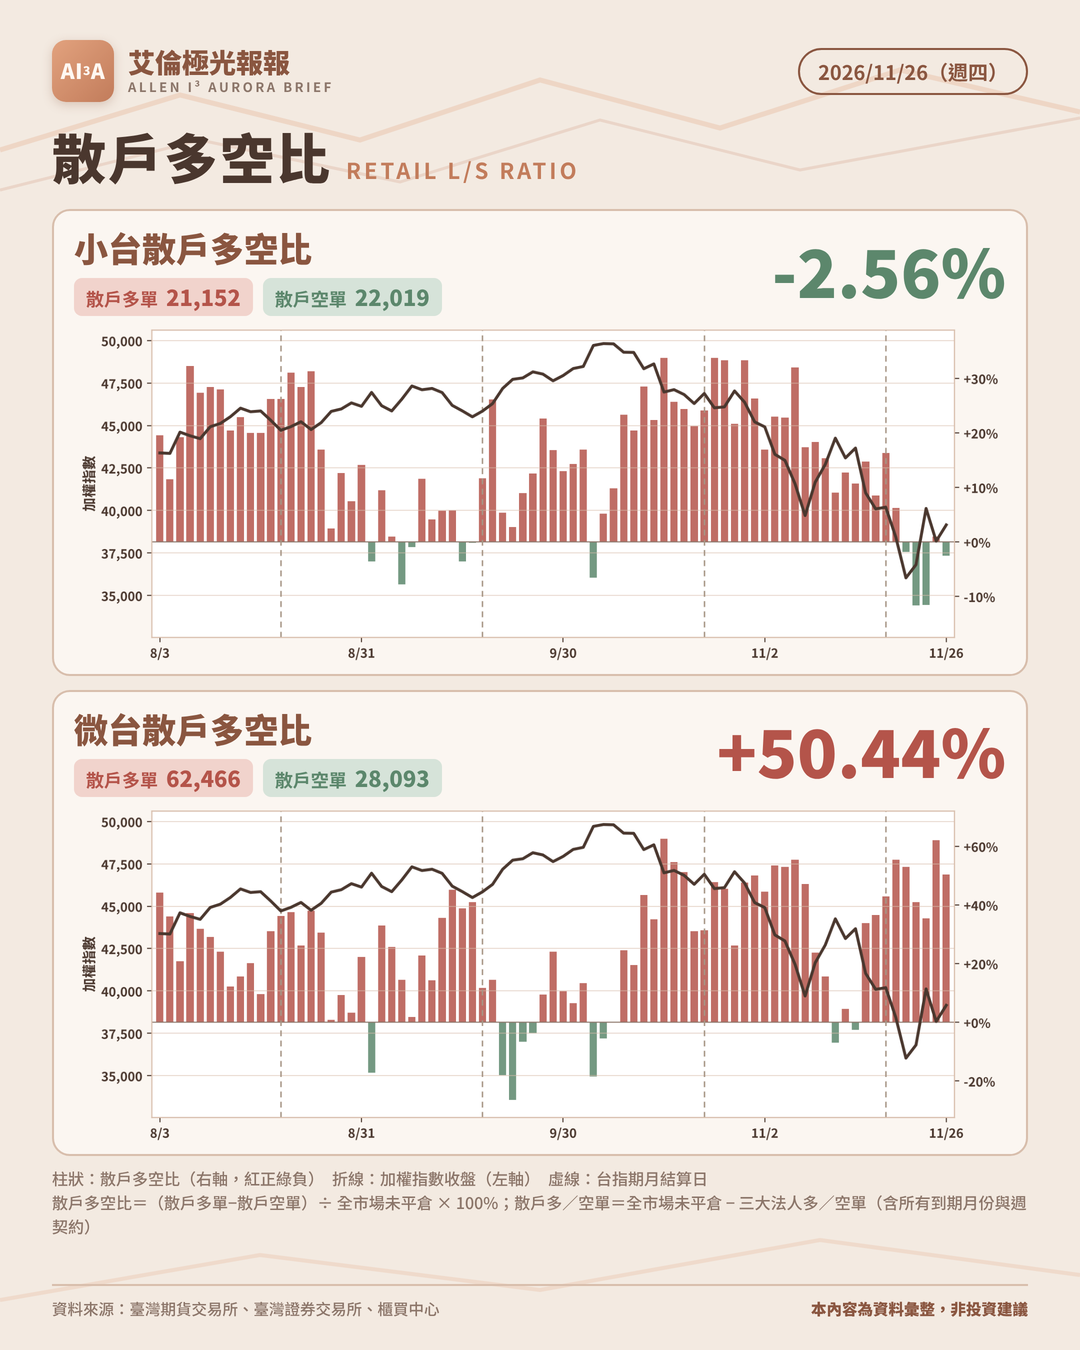 AI³A
艾倫極光報報
ALLEN I³ AURORA BRIEF
2026/11/26（週四）
散戶多空比 RETAIL L/S RATIO
小台散戶多空比
-2.56%
散戶多單 21,152
散戶空單 22,019
加權指數
50,000
47,500
45,000
42,500
40,000
37,500
35,000
+30%
+20%
+10%
+0%
-10%
8/3
8/31
9/30
11/2
11/26
微台散戶多空比
+50.44%
散戶多單 62,466
散戶空單 28,093
加權指數
50,000
47,500
45,000
42,500
40,000
37,500
35,000
+60%
+40%
+20%
+0%
-20%
8/3
8/31
9/30
11/2
11/26
柱狀：散戶多空比（右軸，紅正綠負）　折線：加權指數收盤（左軸）　虛線：台指期月結算日
散戶多空比＝（散戶多單−散戶空單）÷ 全市場未平倉 × 100%；散戶多／空單＝全市場未平倉 − 三大法人多／空單（含所有到期月份與週
契約）
資料來源：臺灣期貨交易所、臺灣證券交易所、櫃買中心
本內容為資料彙整，非投資建議